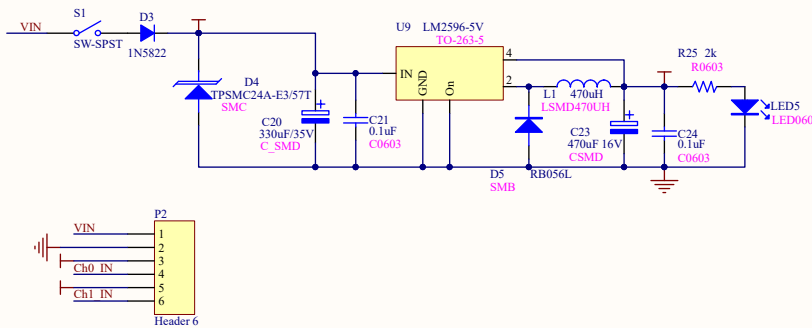 S1
D3
VIN
SW-SPST
1N5822
D4
TPSMC24A-E3/57T
SMC
C20
330uF/35V
C_SMD
C21
0.1uF
C0603
U9 LM2596-5V
TO-263-5
IN
GND
On
4
2
L1 470uH
LSMD470UH
D5 RB056L
SMB
C23
470uF 16V
CSMD
C24
0.1uF
C0603
R25 2k
R0603
LED5
LED060
P2
VIN
1
2
3
Ch0_IN
4
5
Ch1_IN
6
Header 6